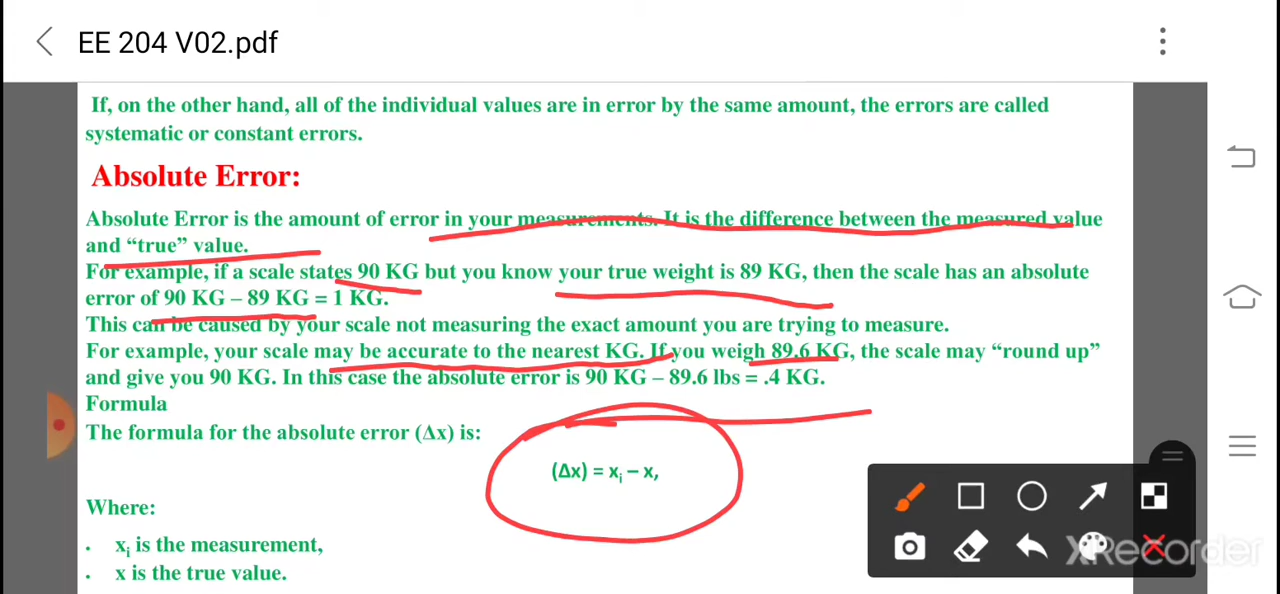 EE 204 V02.pdf
If, on the other hand, all of the individual values are in error by the same amount, the errors are called
systematic or constant errors.
Absolute Error:
Absolute Error is the amount of error in your measurements. It is the difference between the measured value
and “true” value.
For example, if a scale states 90 KG but you know your true weight is 89 KG, then the scale has an absolute
error of 90 KG – 89 KG = 1 KG.
This can be caused by your scale not measuring the exact amount you are trying to measure.
For example, your scale may be accurate to the nearest KG. If you weigh 89.6 KG, the scale may “round up”
and give you 90 KG. In this case the absolute error is 90 KG – 89.6 lbs = .4 KG.
Formula
The formula for the absolute error (Δx) is:
(Δx) = xᵢ – x,
Where:
. xᵢ is the measurement,
. x is the true value.
XRecorder